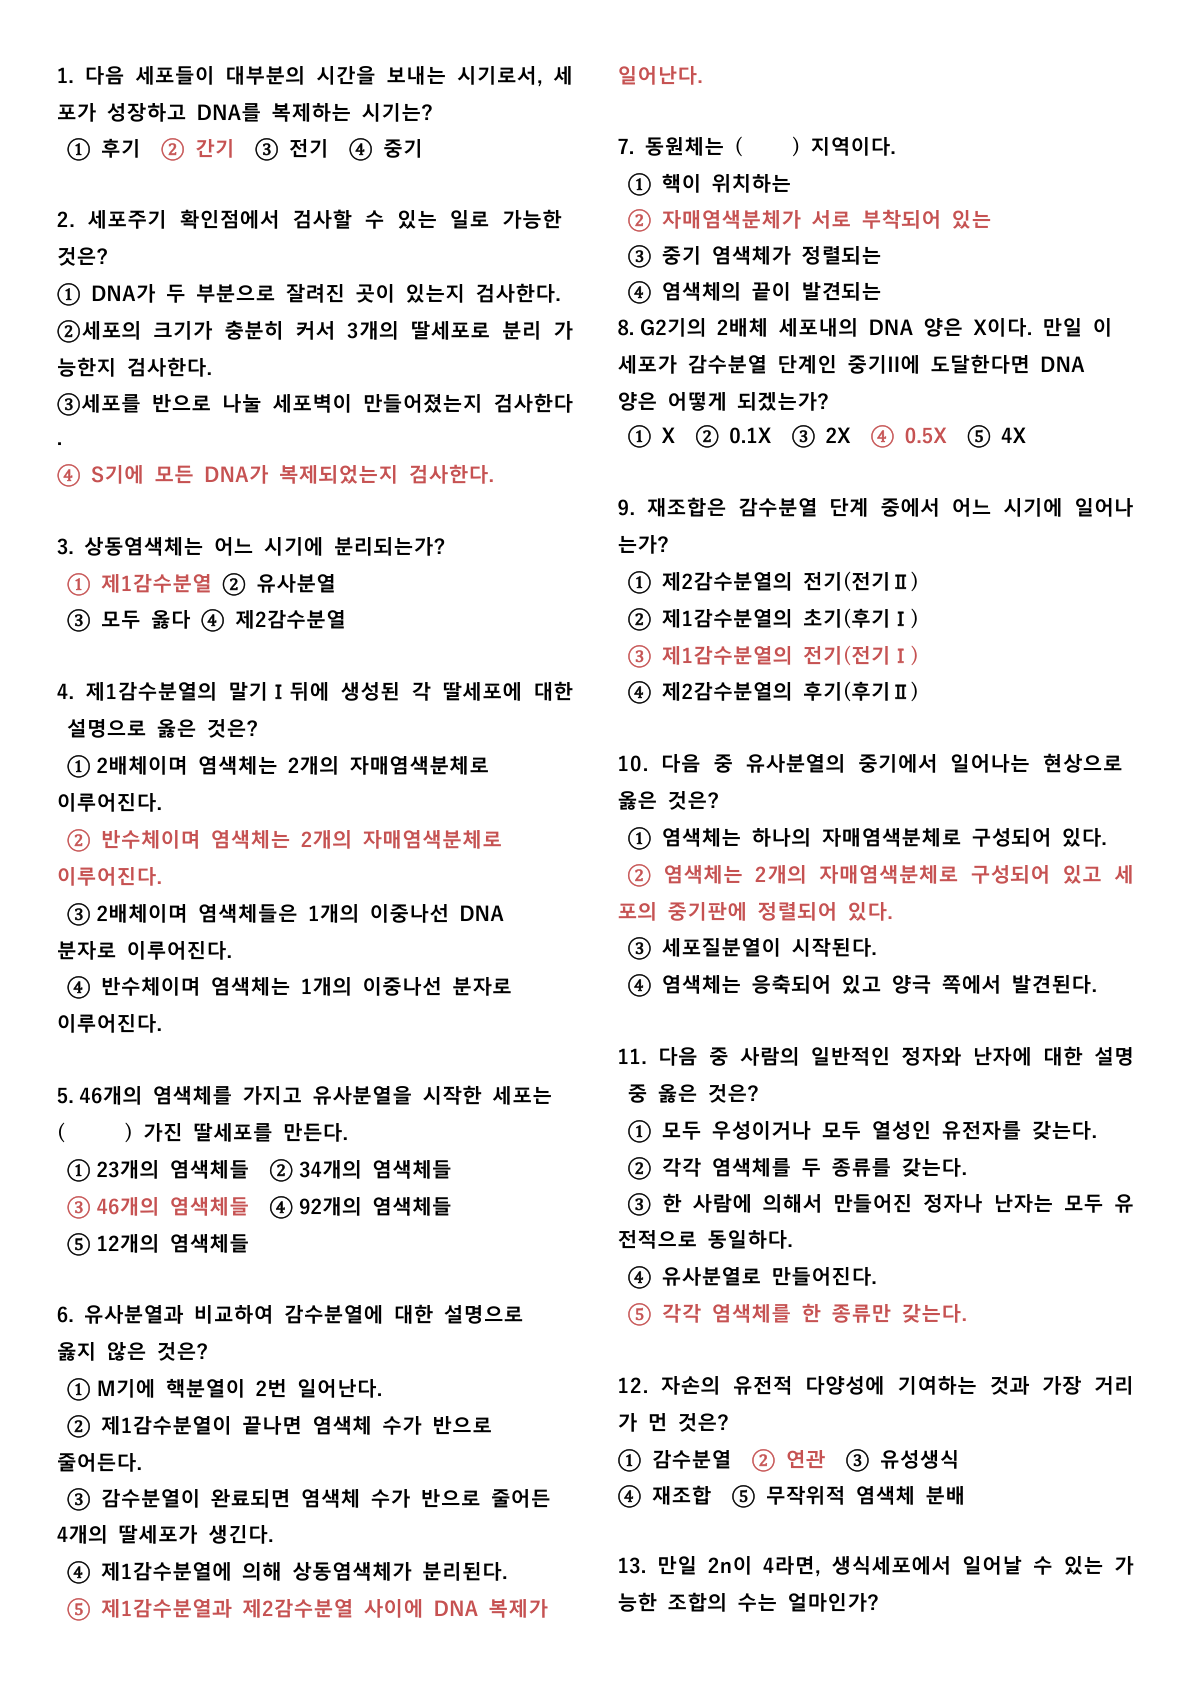 1. 다음 세포들이 대부분의 시간을 보내는 시기로서, 세
포가 성장하고 DNA를 복제하는 시기는?
① 후기 ② 간기 ③ 전기 ④ 중기
2. 세포주기 확인점에서 검사할 수 있는 일로 가능한
것은?
① DNA가 두 부분으로 잘려진 곳이 있는지 검사한다.
②세포의 크기가 충분히 커서 3개의 딸세포로 분리 가
능한지 검사한다.
③세포를 반으로 나눌 세포벽이 만들어졌는지 검사한다
.
④ S기에 모든 DNA가 복제되었는지 검사한다.
3. 상동염색체는 어느 시기에 분리되는가?
① 제1감수분열 ② 유사분열
③ 모두 옳다 ④ 제2감수분열
4. 제1감수분열의 말기Ⅰ뒤에 생성된 각 딸세포에 대한
설명으로 옳은 것은?
① 2배체이며 염색체는 2개의 자매염색분체로
이루어진다.
② 반수체이며 염색체는 2개의 자매염색분체로
이루어진다.
③ 2배체이며 염색체들은 1개의 이중나선 DNA
분자로 이루어진다.
④ 반수체이며 염색체는 1개의 이중나선 분자로
이루어진다.
5. 46개의 염색체를 가지고 유사분열을 시작한 세포는
( ) 가진 딸세포를 만든다.
① 23개의 염색체들 ② 34개의 염색체들
③ 46개의 염색체들 ④ 92개의 염색체들
⑤ 12개의 염색체들
6. 유사분열과 비교하여 감수분열에 대한 설명으로
옳지 않은 것은?
① M기에 핵분열이 2번 일어난다.
② 제1감수분열이 끝나면 염색체 수가 반으로
줄어든다.
③ 감수분열이 완료되면 염색체 수가 반으로 줄어든
4개의 딸세포가 생긴다.
④ 제1감수분열에 의해 상동염색체가 분리된다.
⑤ 제1감수분열과 제2감수분열 사이에 DNA 복제가
일어난다.
7. 동원체는 ( ) 지역이다.
① 핵이 위치하는
② 자매염색분체가 서로 부착되어 있는
③ 중기 염색체가 정렬되는
④ 염색체의 끝이 발견되는
8. G2기의 2배체 세포내의 DNA 양은 X이다. 만일 이
세포가 감수분열 단계인 중기II에 도달한다면 DNA
양은 어떻게 되겠는가?
① X ② 0.1X ③ 2X ④ 0.5X ⑤ 4X
9. 재조합은 감수분열 단계 중에서 어느 시기에 일어나
는가?
① 제2감수분열의 전기(전기Ⅱ)
② 제1감수분열의 초기(후기Ⅰ)
③ 제1감수분열의 전기(전기Ⅰ)
④ 제2감수분열의 후기(후기Ⅱ)
10. 다음 중 유사분열의 중기에서 일어나는 현상으로
옳은 것은?
① 염색체는 하나의 자매염색분체로 구성되어 있다.
② 염색체는 2개의 자매염색분체로 구성되어 있고 세
포의 중기판에 정렬되어 있다.
③ 세포질분열이 시작된다.
④ 염색체는 응축되어 있고 양극 쪽에서 발견된다.
11. 다음 중 사람의 일반적인 정자와 난자에 대한 설명
중 옳은 것은?
① 모두 우성이거나 모두 열성인 유전자를 갖는다.
② 각각 염색체를 두 종류를 갖는다.
③ 한 사람에 의해서 만들어진 정자나 난자는 모두 유
전적으로 동일하다.
④ 유사분열로 만들어진다.
⑤ 각각 염색체를 한 종류만 갖는다.
12. 자손의 유전적 다양성에 기여하는 것과 가장 거리
가 먼 것은?
① 감수분열 ② 연관 ③ 유성생식
④ 재조합 ⑤ 무작위적 염색체 분배
13. 만일 2n이 4라면, 생식세포에서 일어날 수 있는 가
능한 조합의 수는 얼마인가?